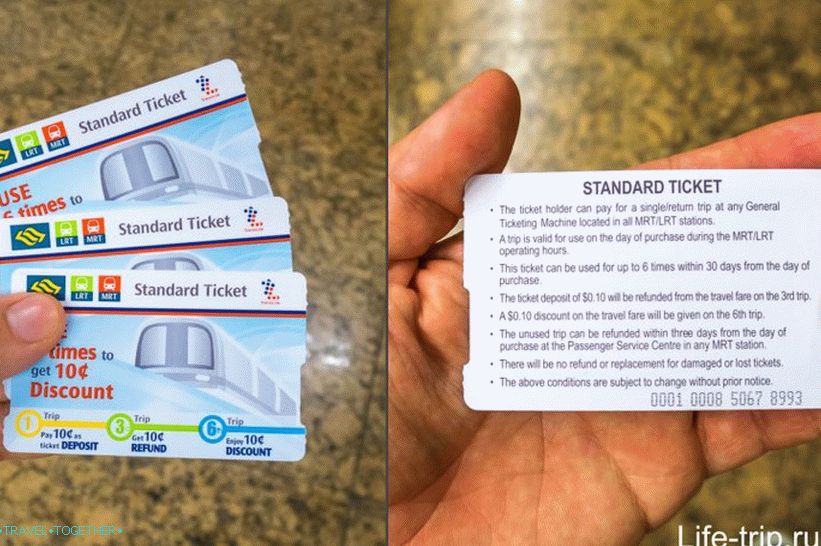 LRT MRT Standard Ticket TransitLink
USE
6 times to
LRT MRT Standard Ticket TransitLink
LRT MRT Standard Ticket TransitLink
times to
get 10¢
Discount
1 Trip 3 Trip 6 Trip
Pay 10¢ as Get 10¢ Enjoy 10¢
ticket DEPOSIT REFUND DISCOUNT
•TRAVEL•TOGETHER•
STANDARD TICKET
• The ticket holder can pay for a single/return trip at any General
Ticketing Machine located in all MRT/LRT stations.
• A trip is valid for use on the day of purchase during the MRT/LRT
operating hours.
• This ticket can be used for up to 6 times within 30 days from the day of
purchase.
• The ticket deposit of $0.10 will be refunded from the travel fare on the 3rd trip.
• A $0.10 discount on the travel fare will be given on the 6th trip.
• The unused trip can be refunded within three days from the day of
purchase at the Passenger Service Centre in any MRT station.
• There will be no refund or replacement for damaged or lost tickets.
• The above conditions are subject to change without prior notice.
0001 0008 5067 8993
Life-trip.ru